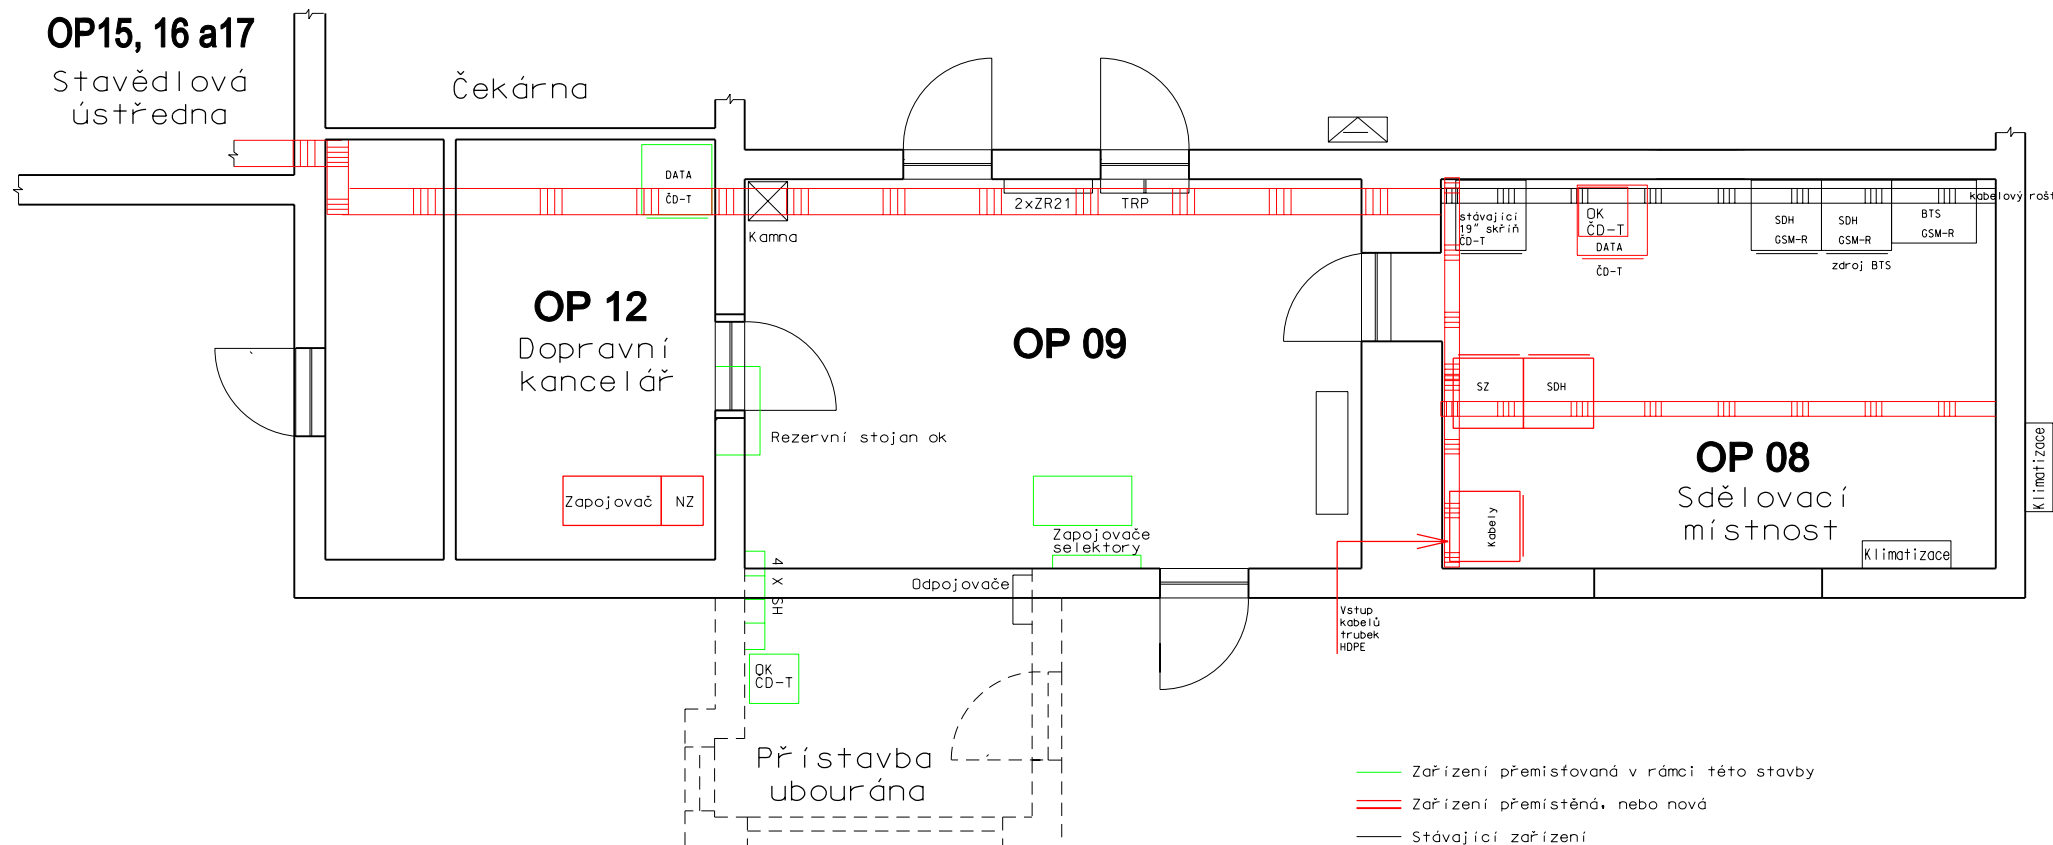 OP15, 16 a17
Stavědlová
ústředna
Čekárna
DATA
ČD-T
Kamna
2xZR21
TRP
stávající
19" skříň
ČD-T
OK
ČD-T
DATA
ČD-T
SDH
GSM-R
SDH
GSM-R
zdroj BTS
BTS
GSM-R
kabelový rošt
OP 12
Dopravní
kancelář
OP 09
SZ
SDH
Rezervní stojan ok
Zapojovač
NZ
Zapojovače
selektory
Odpojovače
4 X SH
OK
ČD-T
Kabely
OP 08
Sdělovací
místnost
Klimatizace
Klimatizace
Vstup
kabelů
trubek
HDPE
Přístavba
ubourána
Zařízení přemisťovaná v rámci této stavby
Zařízení přemistěná, nebo nová
Stávající zařízení